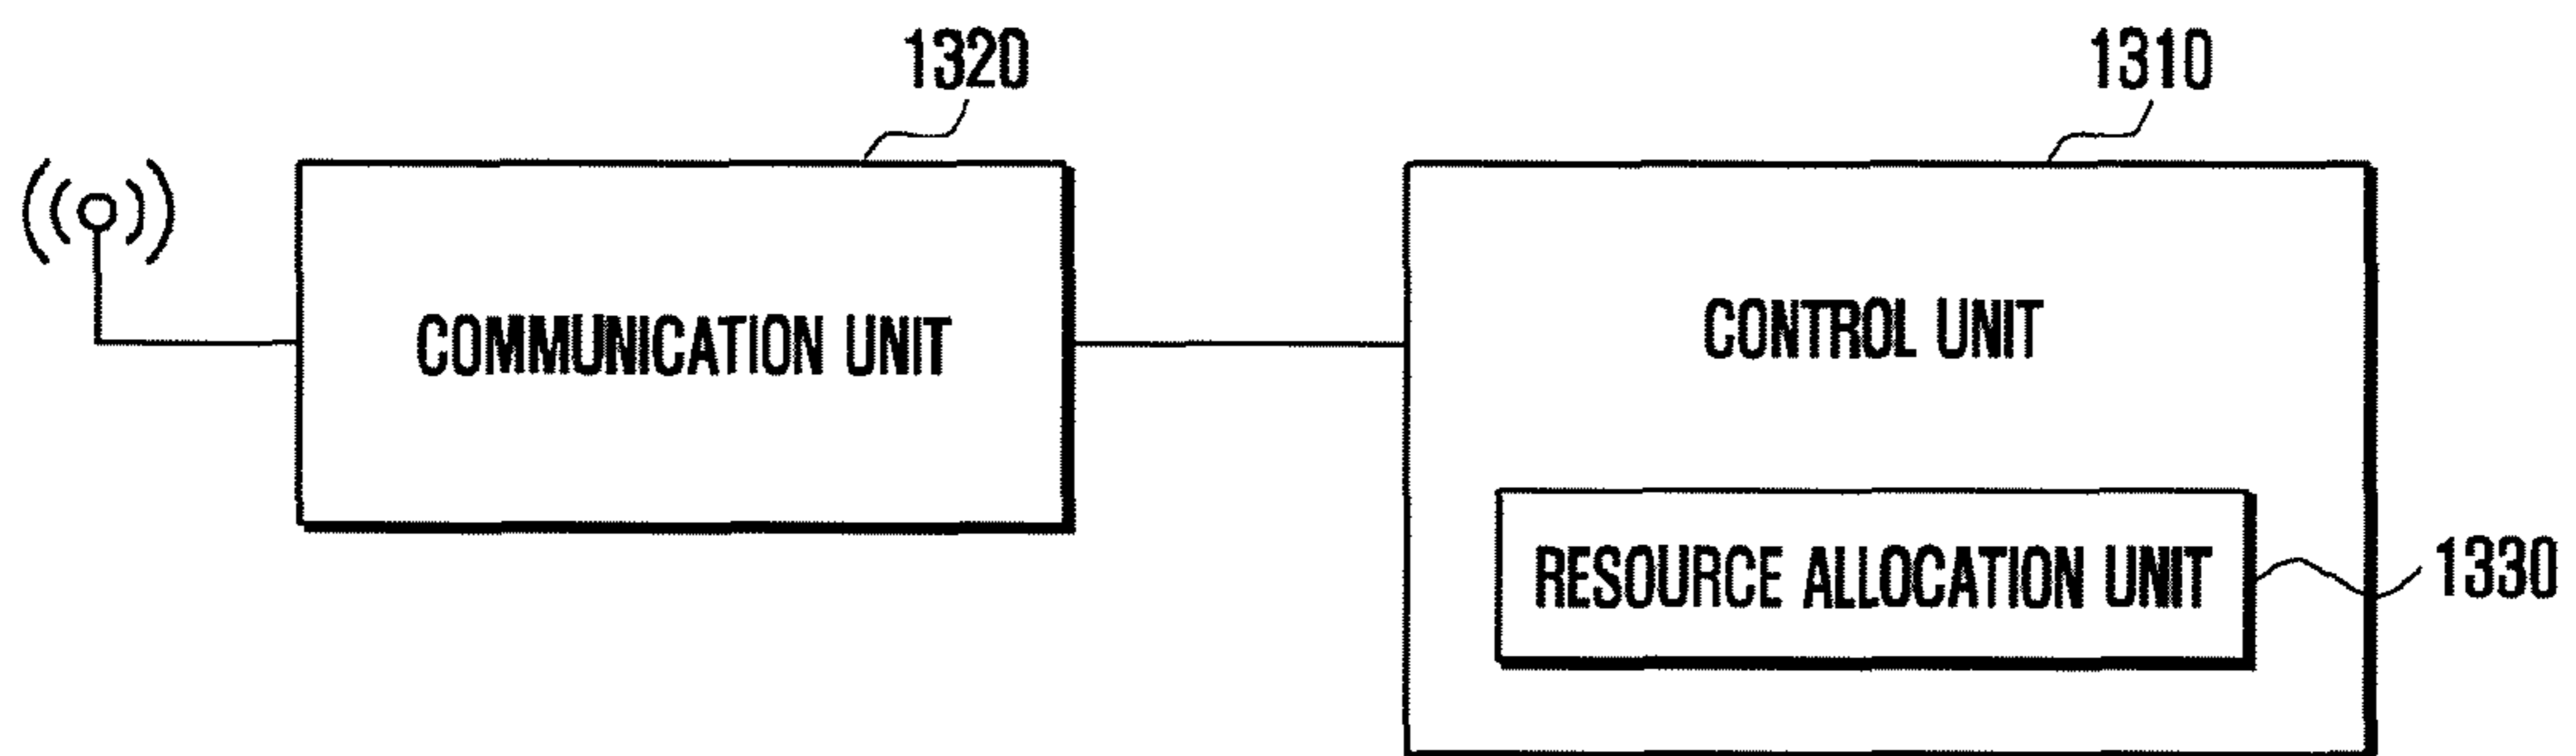 1320
1310
COMMUNICATION UNIT
CONTROL UNIT
RESOURCE ALLOCATION UNIT
1330